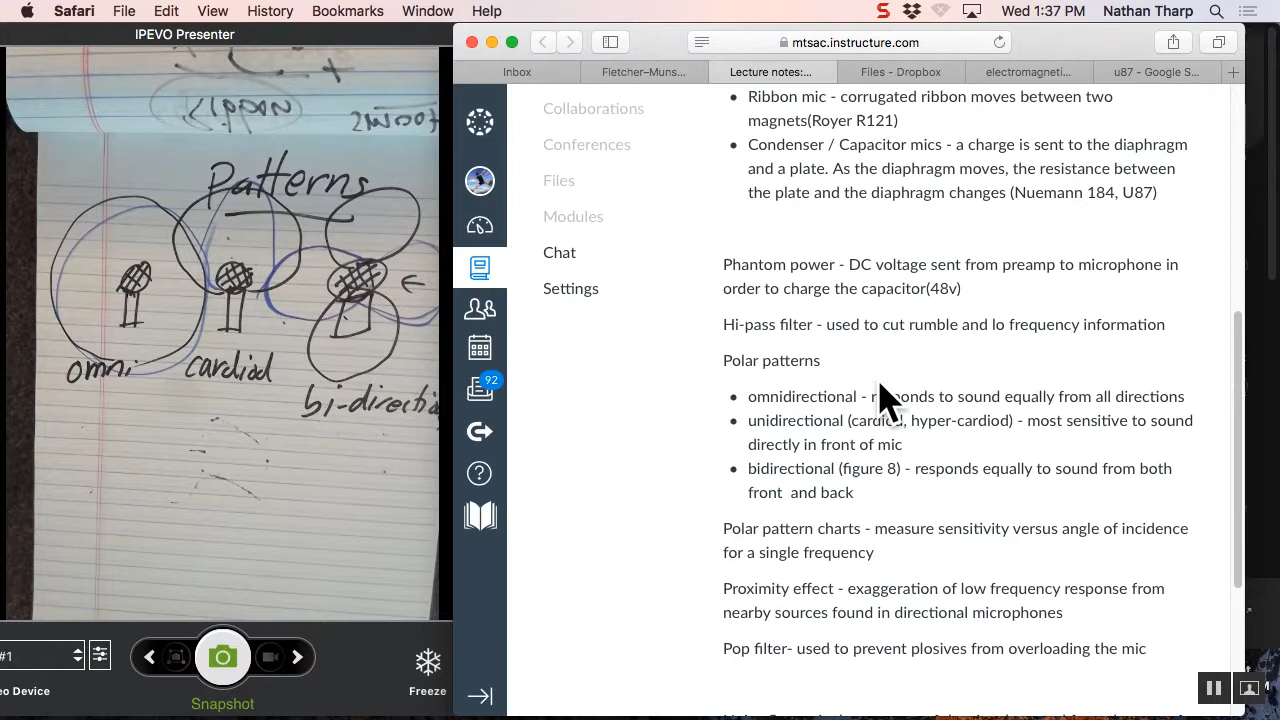 Safari File Edit View History Bookmarks Window Help
Wed 1:37 PM Nathan Tharp
IPEVO Presenter
mtsac.instructure.com
Inbox
Fletcher–Muns...
Lecture notes:...
Files - Dropbox
electromagneti...
u87 - Google S...
Patterns
omni
cardiod
bi-directio
#1
eo Device
Snapshot
Freeze
92
Collaborations
Conferences
Files
Modules
Chat
Settings
• Ribbon mic - corrugated ribbon moves between two
magnets(Royer R121)
• Condenser / Capacitor mics - a charge is sent to the diaphragm
and a plate. As the diaphragm moves, the resistance between
the plate and the diaphragm changes (Nuemann 184, U87)
Phantom power - DC voltage sent from preamp to microphone in
order to charge the capacitor(48v)
Hi-pass filter - used to cut rumble and lo frequency information
Polar patterns
• omnidirectional - responds to sound equally from all directions
• unidirectional (cardiod, hyper-cardiod) - most sensitive to sound
directly in front of mic
• bidirectional (figure 8) - responds equally to sound from both
front and back
Polar pattern charts - measure sensitivity versus angle of incidence
for a single frequency
Proximity effect - exaggeration of low frequency response from
nearby sources found in directional microphones
Pop filter- used to prevent plosives from overloading the mic